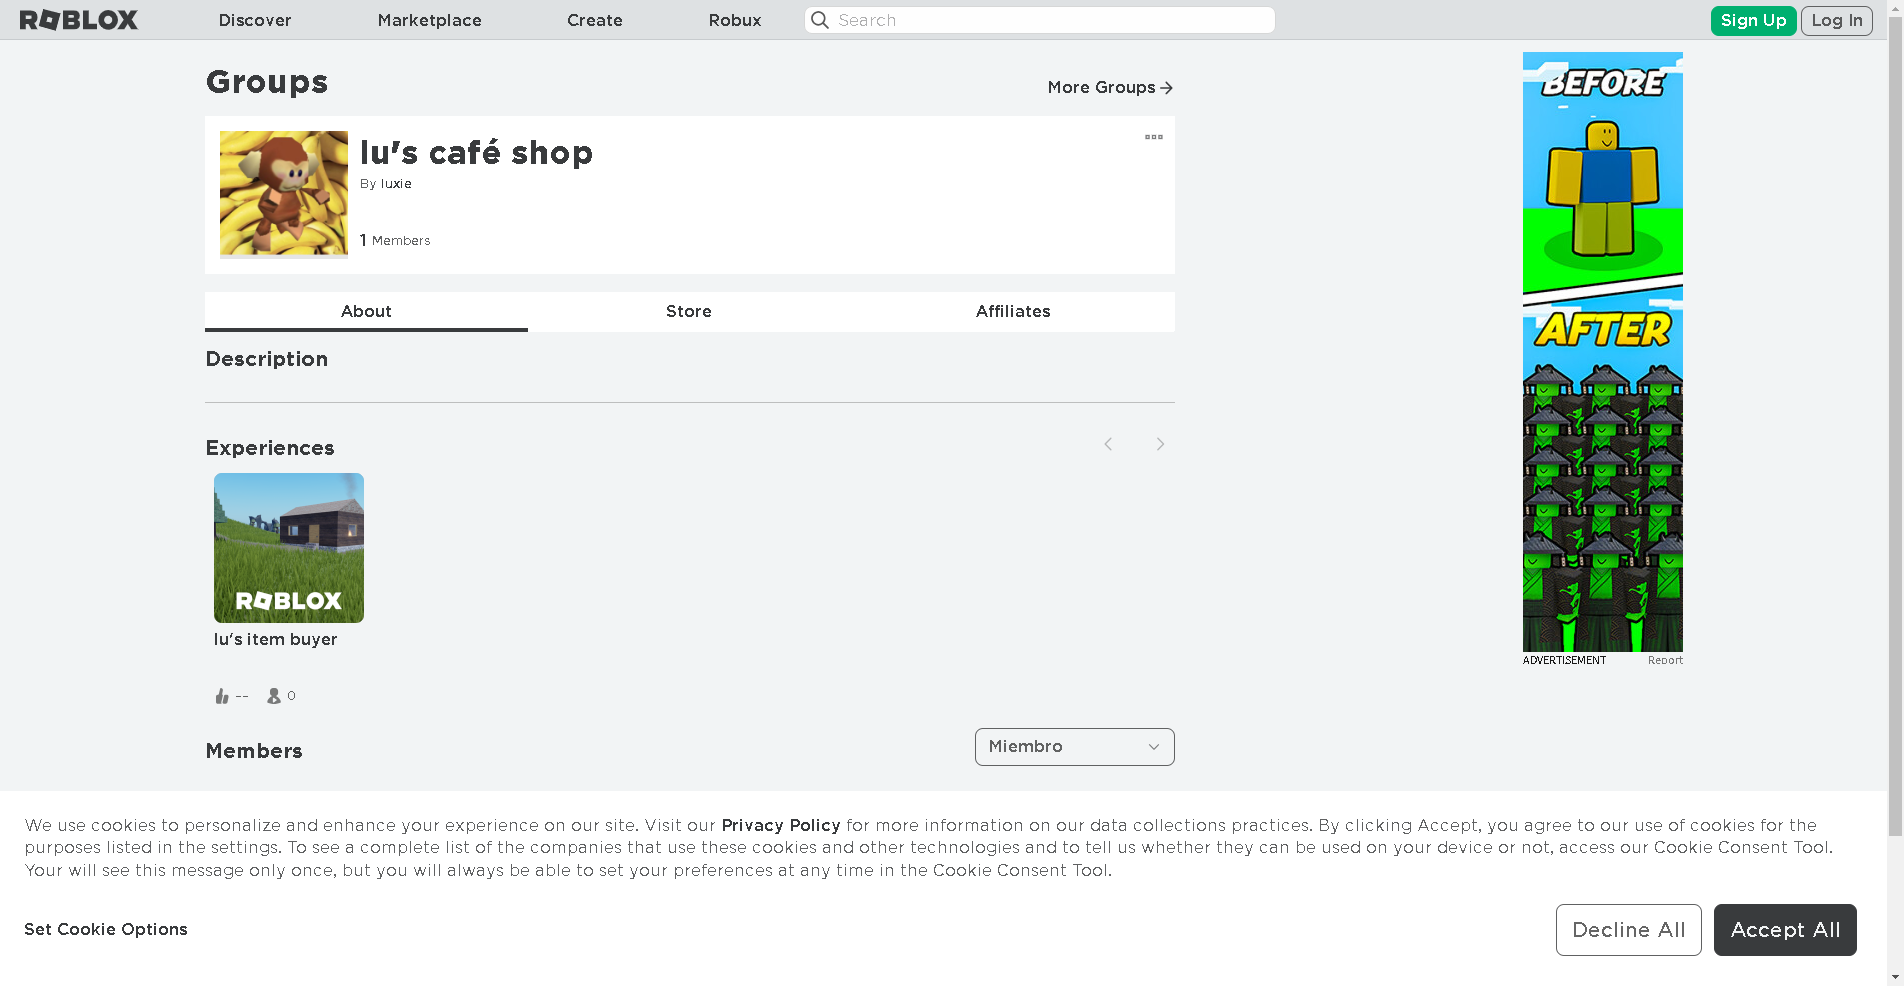 ROBLOX
Discover
Marketplace
Create
Robux
Search
Sign Up
Log In
Groups
More Groups
lu's café shop
By luxie
1 Members
About
Store
Affiliates
Description
Experiences
ROBLOX
lu's item buyer
--
0
Members
Miembro
BEFORE
AFTER
ADVERTISEMENT
Report
We use cookies to personalize and enhance your experience on our site. Visit our Privacy Policy for more information on our data collections practices. By clicking Accept, you agree to our use of cookies for the
purposes listed in the settings. To see a complete list of the companies that use these cookies and other technologies and to tell us whether they can be used on your device or not, access our Cookie Consent Tool.
Your will see this message only once, but you will always be able to set your preferences at any time in the Cookie Consent Tool.
Set Cookie Options
Decline All
Accept All